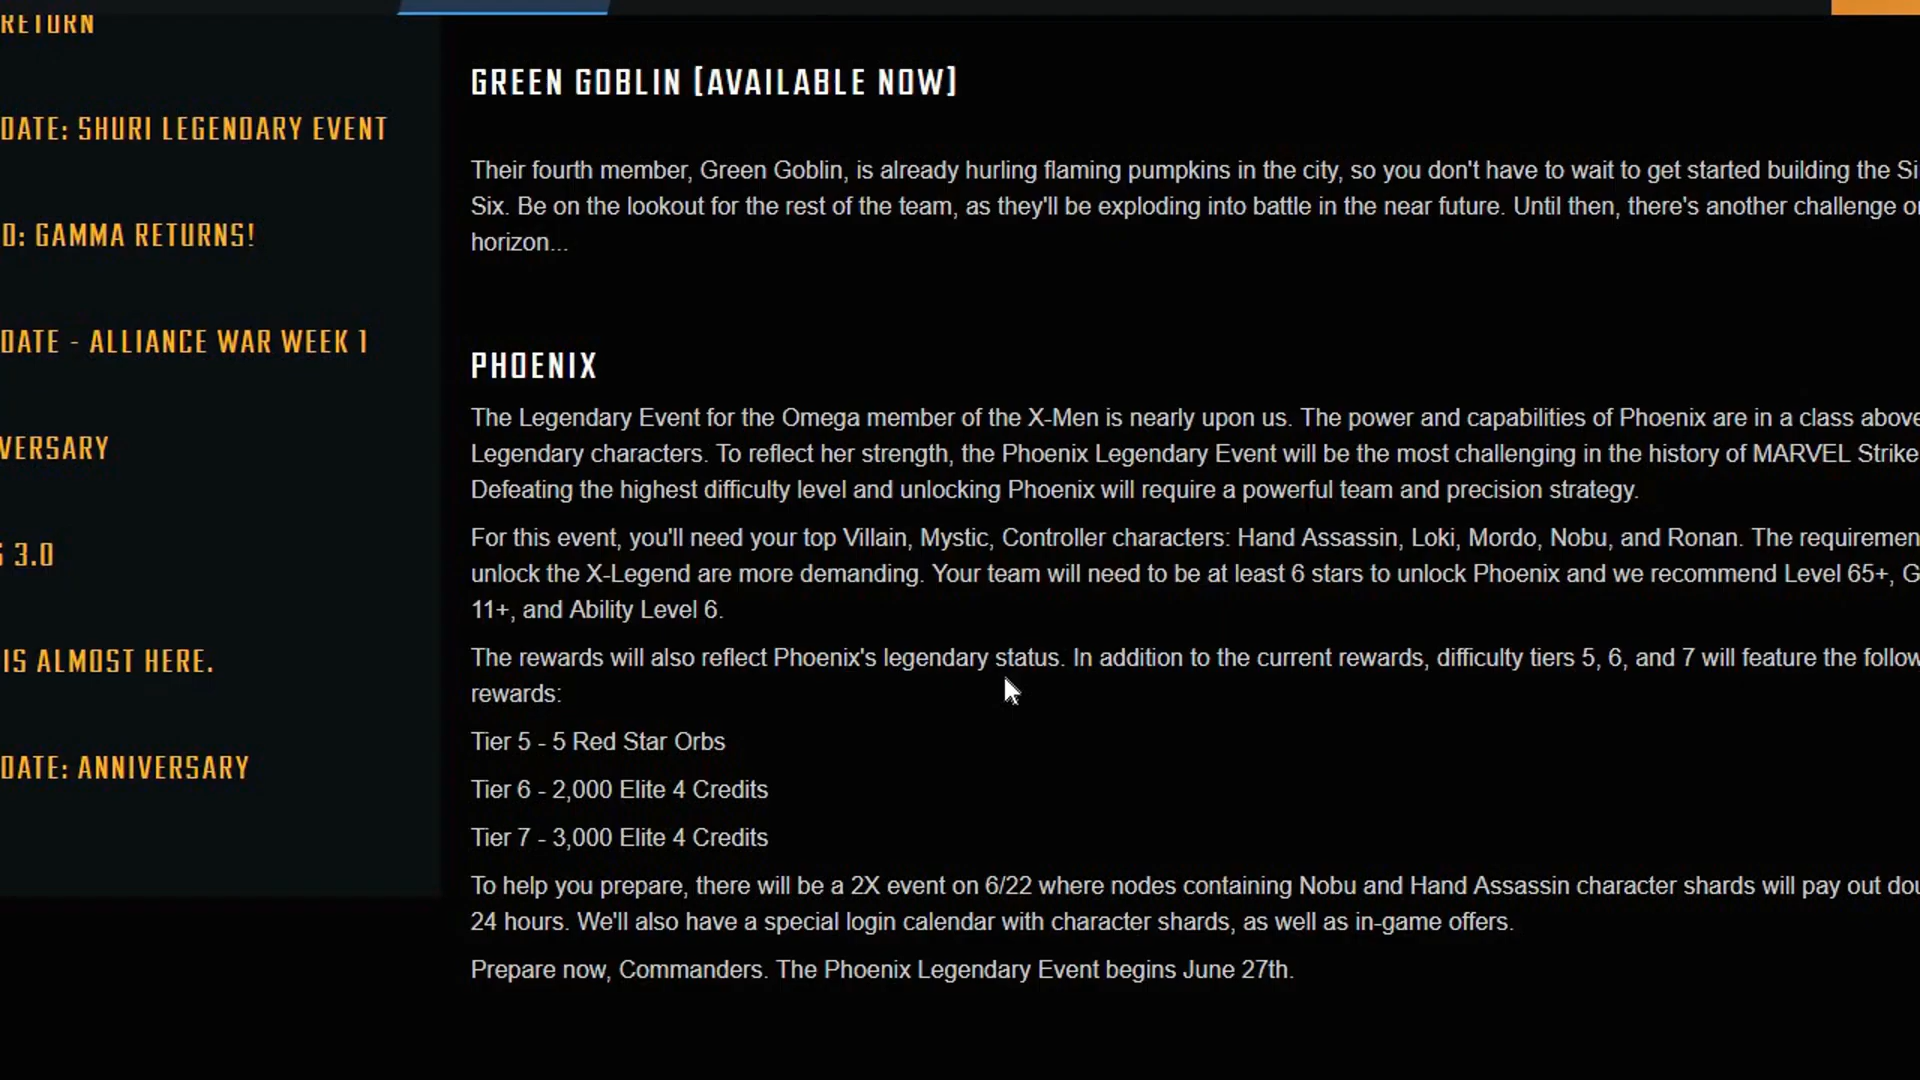 RETURN
DATE: SHURI LEGENDARY EVENT
0: GAMMA RETURNS!
DATE - ALLIANCE WAR WEEK 1
VERSARY
3.0
IS ALMOST HERE.
DATE: ANNIVERSARY
GREEN GOBLIN [AVAILABLE NOW]
Their fourth member, Green Goblin, is already hurling flaming pumpkins in the city, so you don't have to wait to get started building the Si
Six. Be on the lookout for the rest of the team, as they'll be exploding into battle in the near future. Until then, there's another challenge o
horizon...
PHOENIX
The Legendary Event for the Omega member of the X-Men is nearly upon us. The power and capabilities of Phoenix are in a class above
Legendary characters. To reflect her strength, the Phoenix Legendary Event will be the most challenging in the history of MARVEL Strike
Defeating the highest difficulty level and unlocking Phoenix will require a powerful team and precision strategy.
For this event, you'll need your top Villain, Mystic, Controller characters: Hand Assassin, Loki, Mordo, Nobu, and Ronan. The requiremen
unlock the X-Legend are more demanding. Your team will need to be at least 6 stars to unlock Phoenix and we recommend Level 65+, G
11+, and Ability Level 6.
The rewards will also reflect Phoenix's legendary status. In addition to the current rewards, difficulty tiers 5, 6, and 7 will feature the follow
rewards:
Tier 5 - 5 Red Star Orbs
Tier 6 - 2,000 Elite 4 Credits
Tier 7 - 3,000 Elite 4 Credits
To help you prepare, there will be a 2X event on 6/22 where nodes containing Nobu and Hand Assassin character shards will pay out dou
24 hours. We'll also have a special login calendar with character shards, as well as in-game offers.
Prepare now, Commanders. The Phoenix Legendary Event begins June 27th.